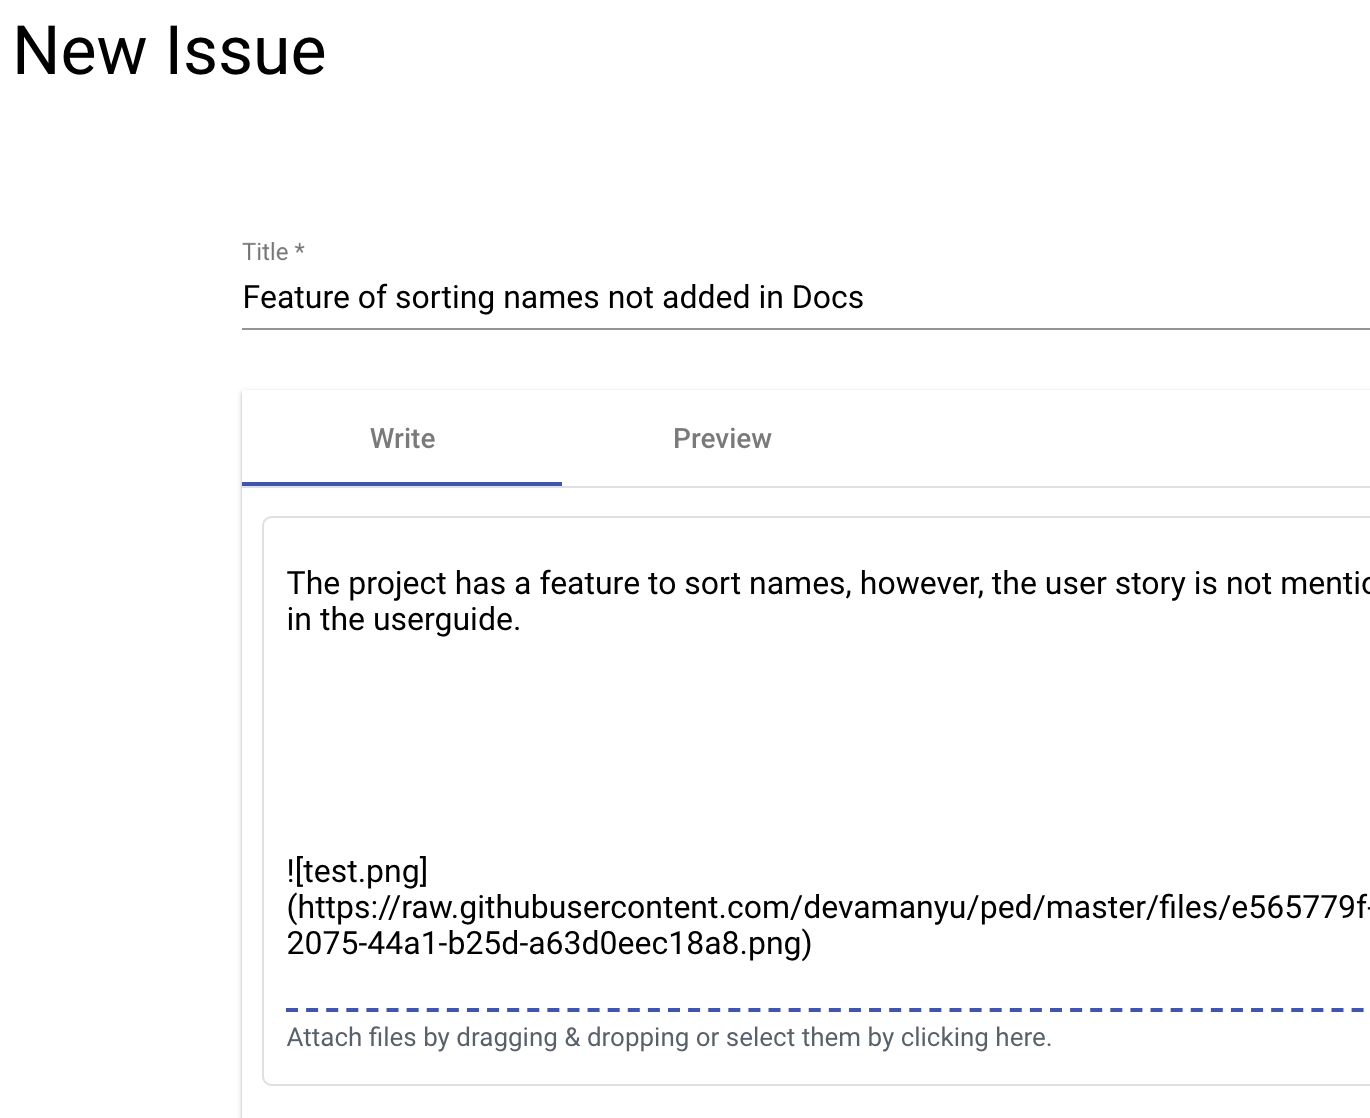 New Issue
Title *
Feature of sorting names not added in Docs
Write
Preview
The project has a feature to sort names, however, the user story is not
in the userguide.
![test.png]
(https://raw.githubusercontent.com/devamanyu/ped/master/files/e565779f-
2075-44a1-b25d-a63d0eec18a8.png)
Attach files by dragging & dropping or select them by clicking here.